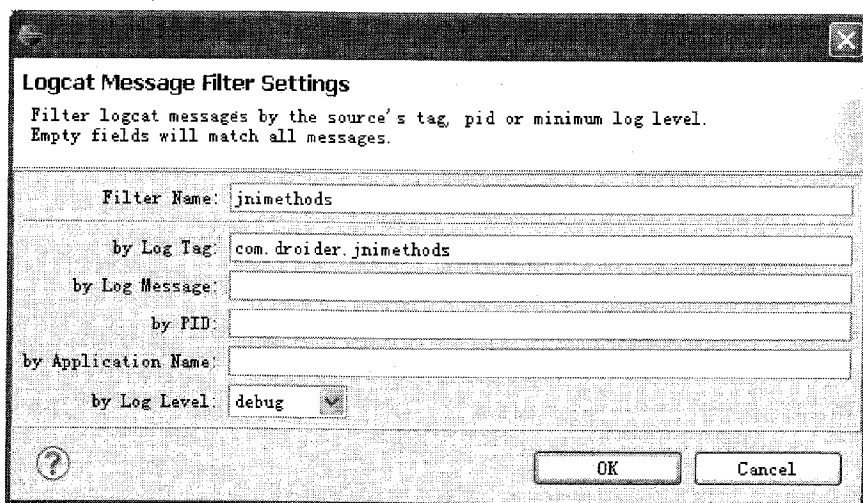 Logcat Message Filter Settings
Filter logcat messages by the source's tag, pid or minimum log level.
Empty fields will match all messages.
Filter Name: jnimethods
by Log Tag: com.droider.jnimethods
by Log Message:
by PID:
by Application Name:
by Log Level: debug
OK Cancel